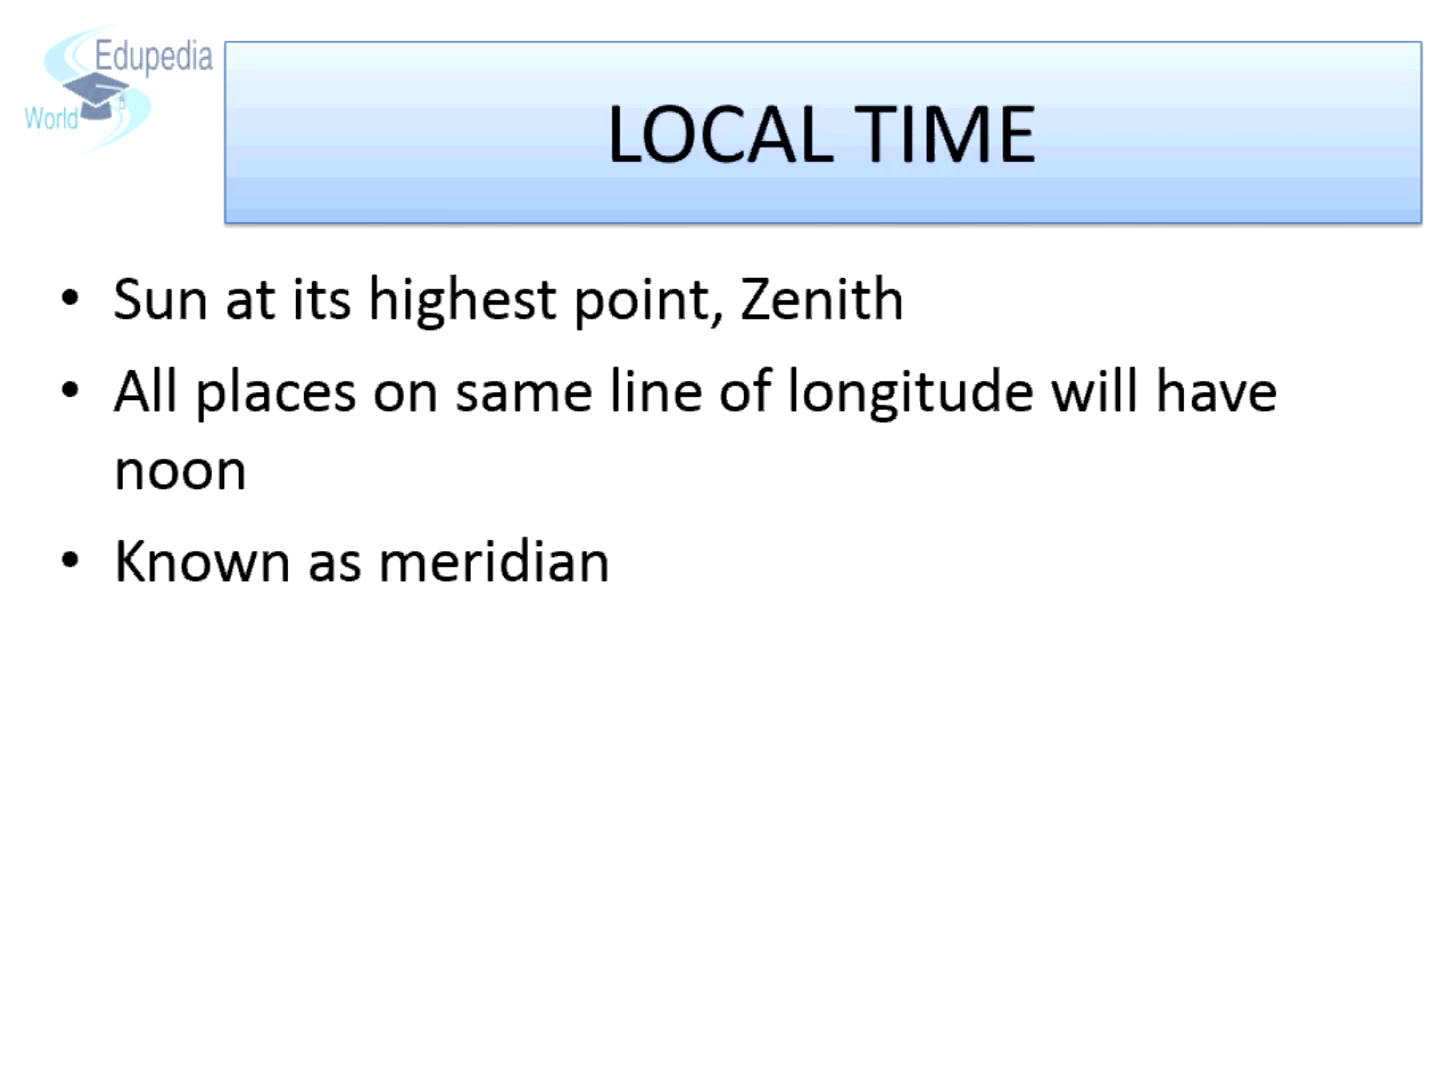 Edupedia
World
LOCAL TIME
• Sun at its highest point, Zenith
• All places on same line of longitude will have
noon
• Known as meridian